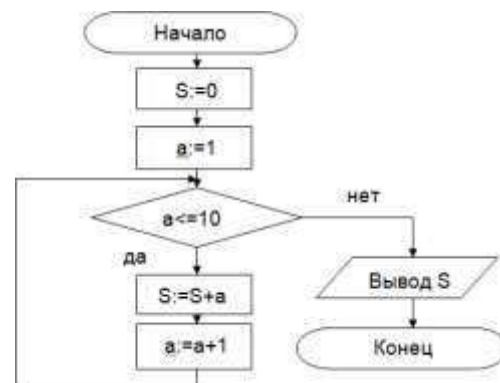 Начало
S:=0
a:=1
a<=10
нет
да
S:=S+a
Вывод S
a:=a+1
Конец